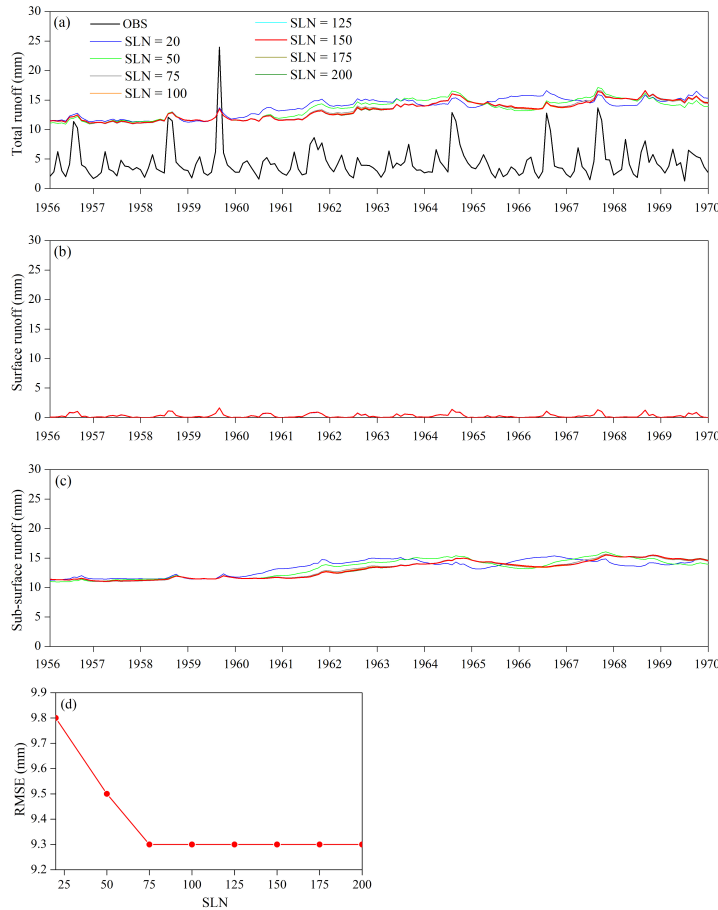 (a)
OBS
SLN = 20
SLN = 50
SLN = 75
SLN = 100
SLN = 125
SLN = 150
SLN = 175
SLN = 200
Total runoff (mm)
30
25
20
15
10
5
0
1956 1957 1958 1959 1960 1961 1962 1963 1964 1965 1966 1967 1968 1969 1970
(b)
Surface runoff (mm)
30
25
20
15
10
5
0
1956 1957 1958 1959 1960 1961 1962 1963 1964 1965 1966 1967 1968 1969 1970
(c)
Sub-surface runoff (mm)
30
25
20
15
10
5
0
1956 1957 1958 1959 1960 1961 1962 1963 1964 1965 1966 1967 1968 1969 1970
(d)
RMSE (mm)
9.9
9.8
9.7
9.6
9.5
9.4
9.3
9.2
25 50 75 100 125 150 175 200
SLN